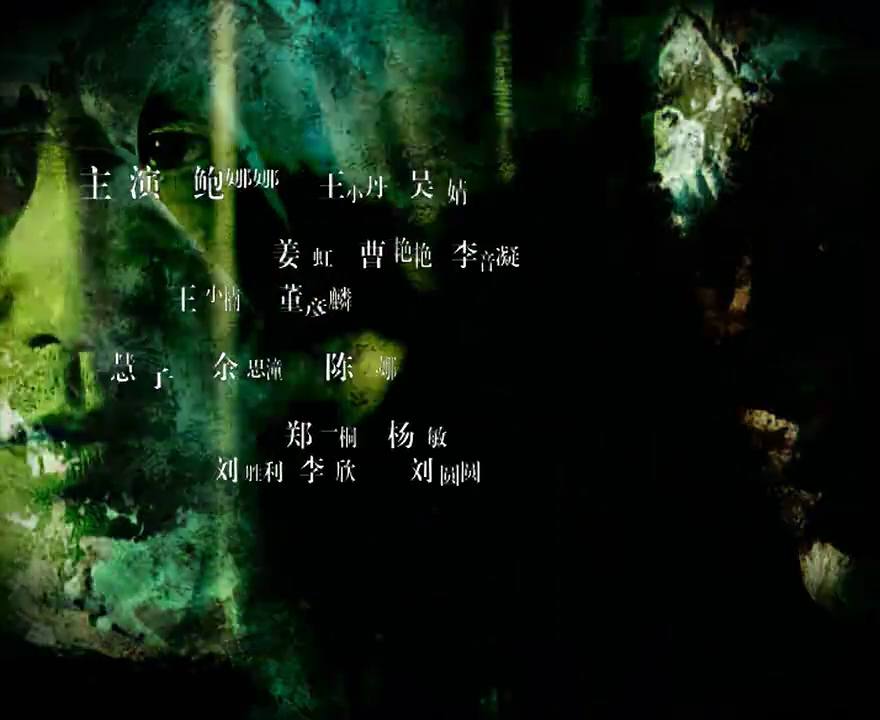 主演 鲍娜娜 王小丹 吴婧
姜虹 曹艳艳 李音凝
王小楠 董彦麟
慧子 余思潼 陈娜
郑一桐 杨敏
刘胜利 李欣 刘圆圆